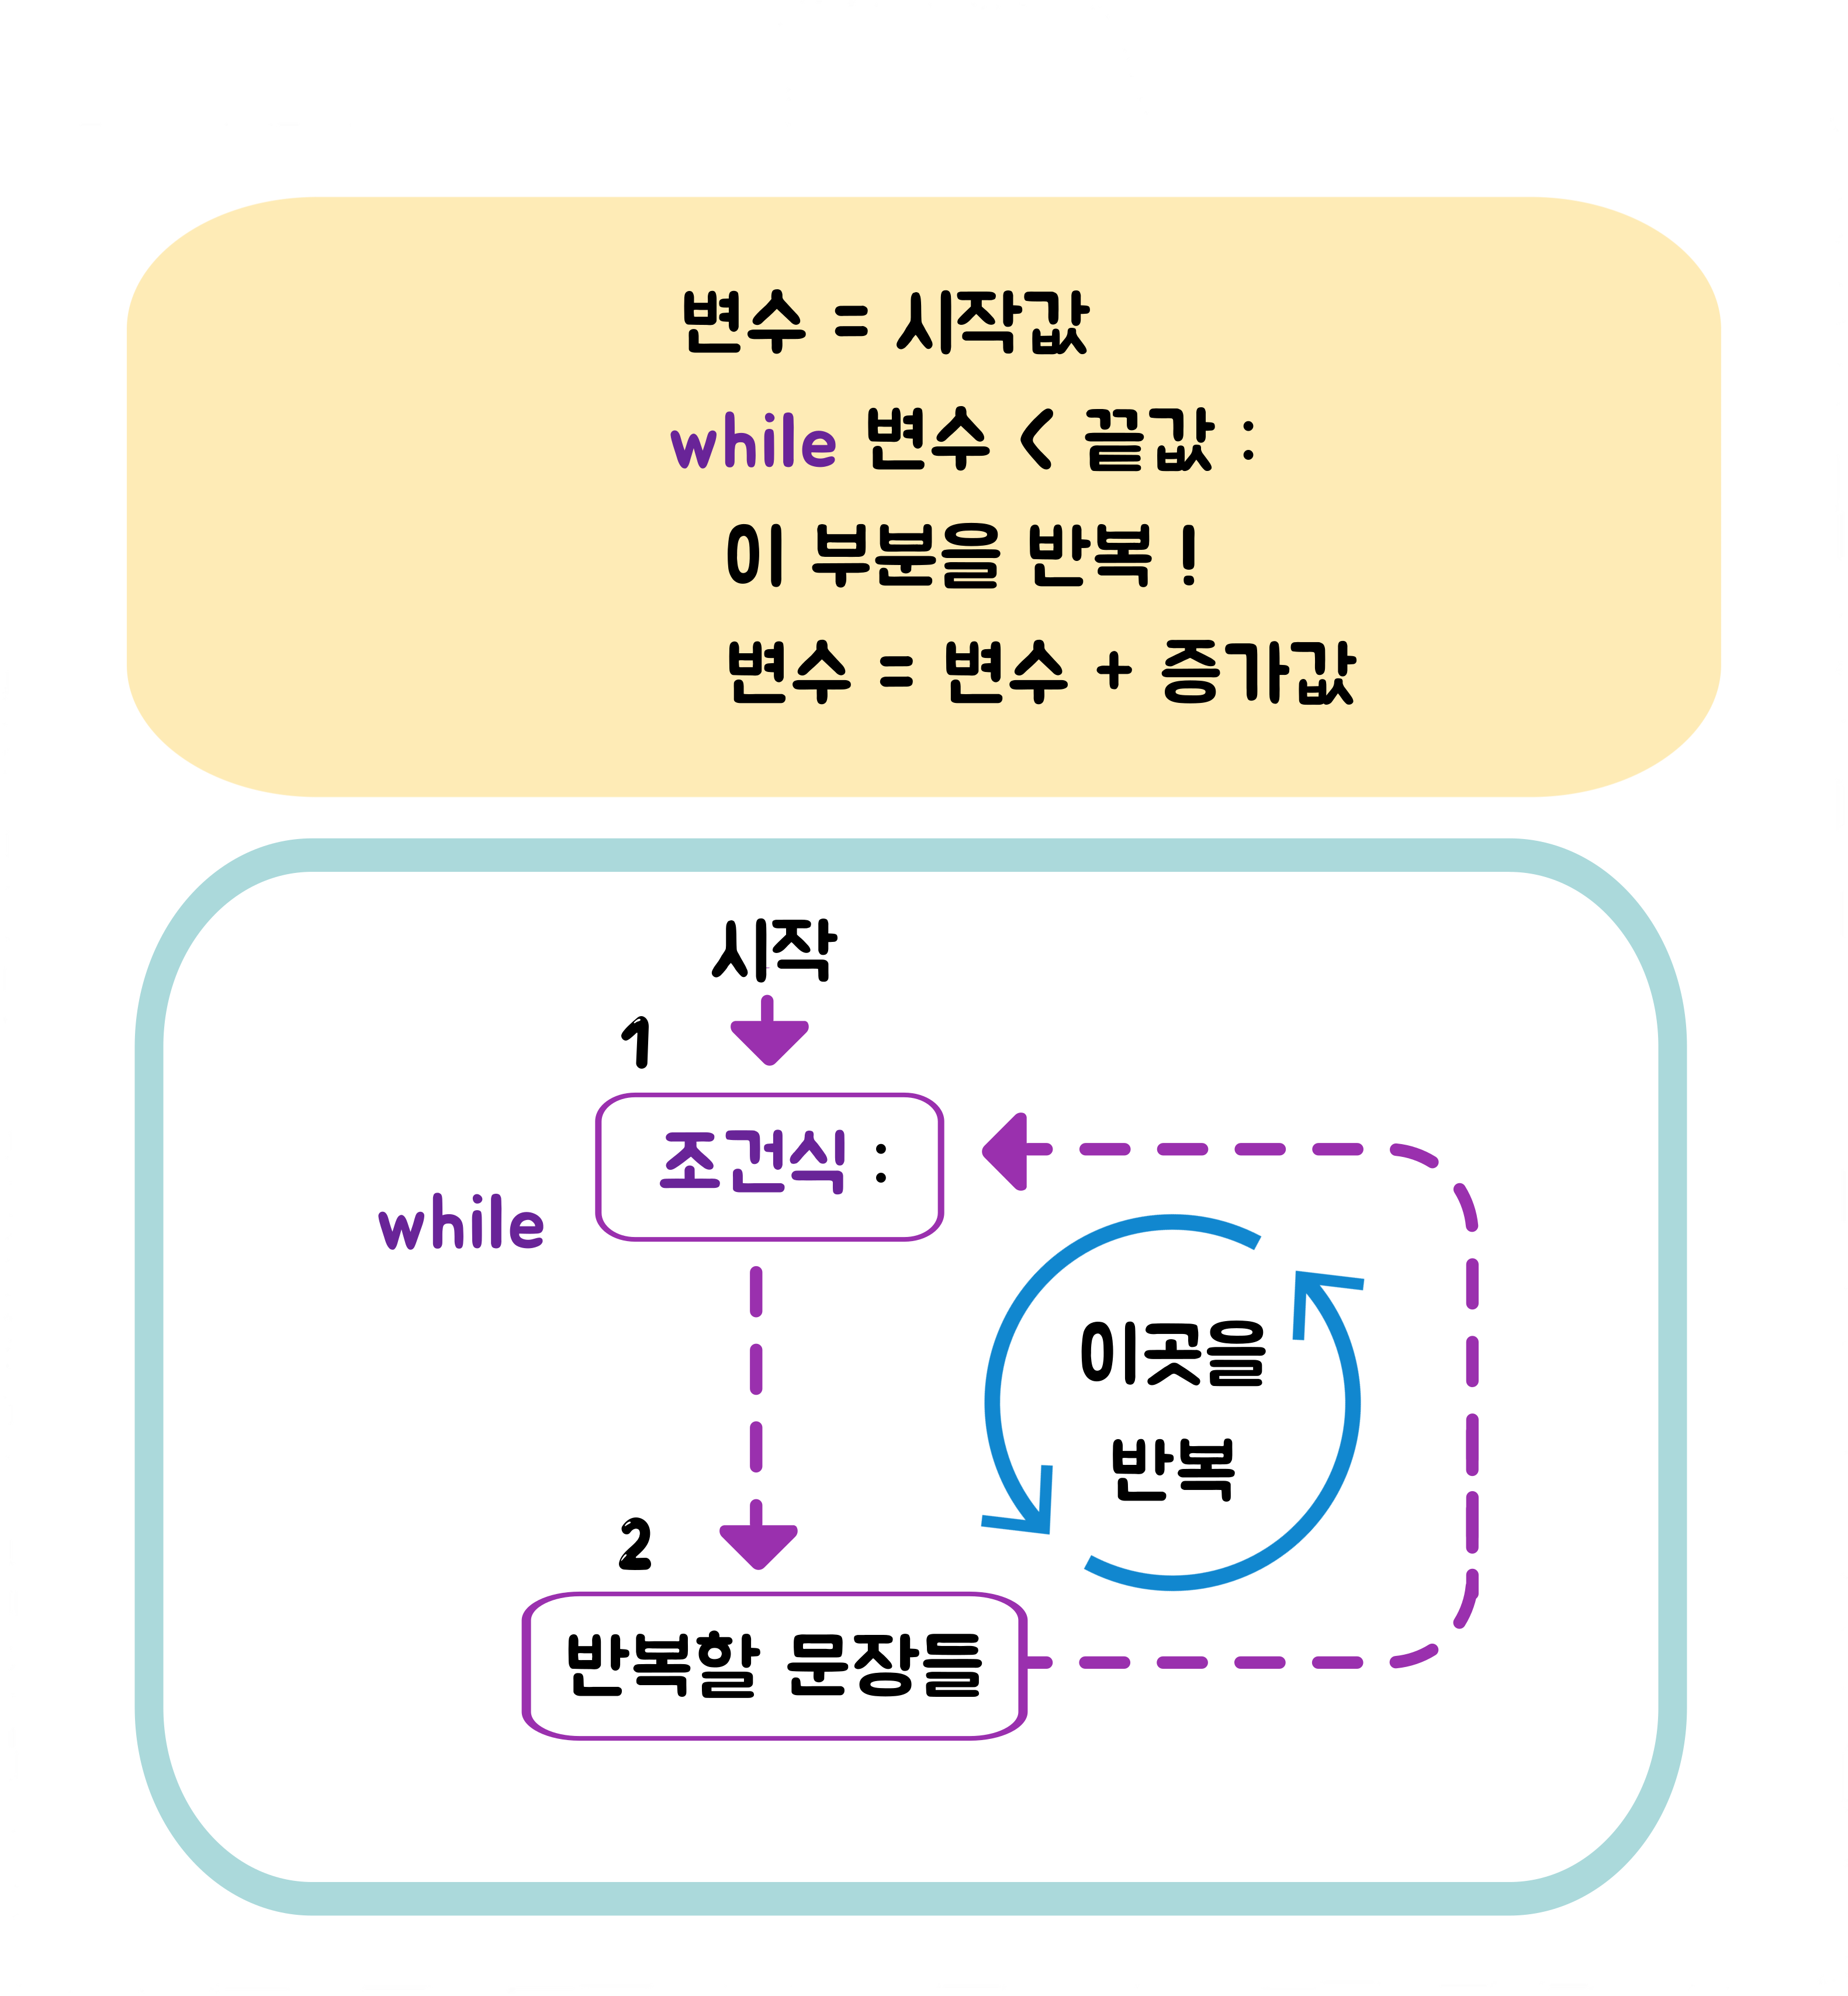 변수 = 시작값
while 변수 < 끝값 :
이 부분을 반복 !
변수 = 변수 + 증가값
시작
1
조건식 :
while
이곳을
반복
2
반복할 문장들